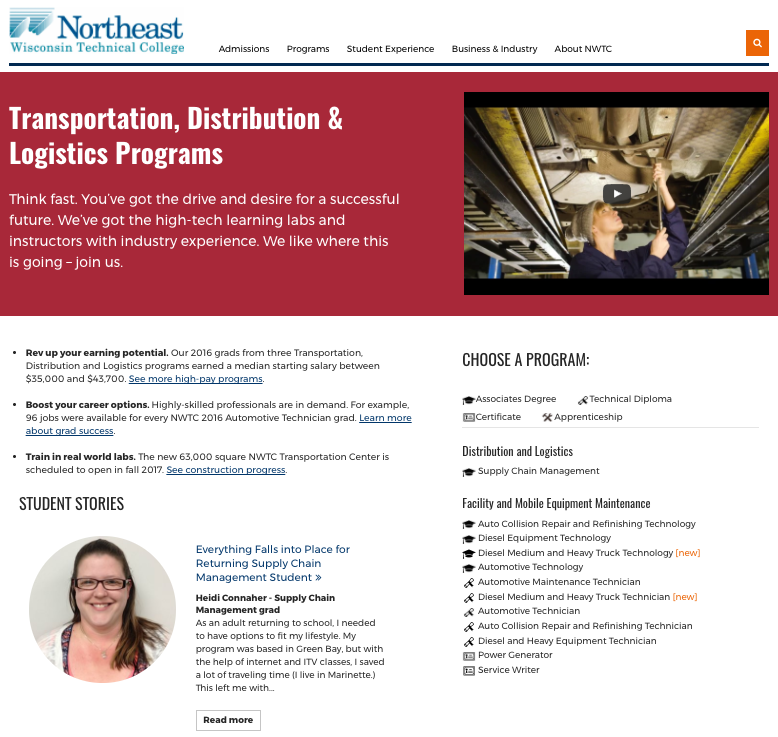 Northeast
Wisconsin Technical College
Admissions Programs Student Experience Business & Industry About NWTC
Transportation, Distribution &
Logistics Programs
Think fast. You’ve got the drive and desire for a successful
future. We’ve got the high-tech learning labs and
instructors with industry experience. We like where this
is going – join us.
• Rev up your earning potential. Our 2016 grads from three Transportation,
Distribution and Logistics programs earned a median starting salary between
$35,000 and $43,700. See more high-pay programs.
• Boost your career options. Highly-skilled professionals are in demand. For example,
96 jobs were available for every NWTC 2016 Automotive Technician grad. Learn more
about grad success.
• Train in real world labs. The new 63,000 square NWTC Transportation Center is
scheduled to open in fall 2017. See construction progress.
STUDENT STORIES
Everything Falls into Place for
Returning Supply Chain
Management Student »
Heidi Connaher - Supply Chain
Management grad
As an adult returning to school, I needed
to have options to fit my lifestyle. My
program was based in Green Bay, but with
the help of internet and ITV classes, I saved
a lot of traveling time (I live in Marinette.)
This left me with...
Read more
CHOOSE A PROGRAM:
Associates Degree Technical Diploma
Certificate Apprenticeship
Distribution and Logistics
Supply Chain Management
Facility and Mobile Equipment Maintenance
Auto Collision Repair and Refinishing Technology
Diesel Equipment Technology
Diesel Medium and Heavy Truck Technology [new]
Automotive Technology
Automotive Maintenance Technician
Diesel Medium and Heavy Truck Technician [new]
Automotive Technician
Auto Collision Repair and Refinishing Technician
Diesel and Heavy Equipment Technician
Power Generator
Service Writer